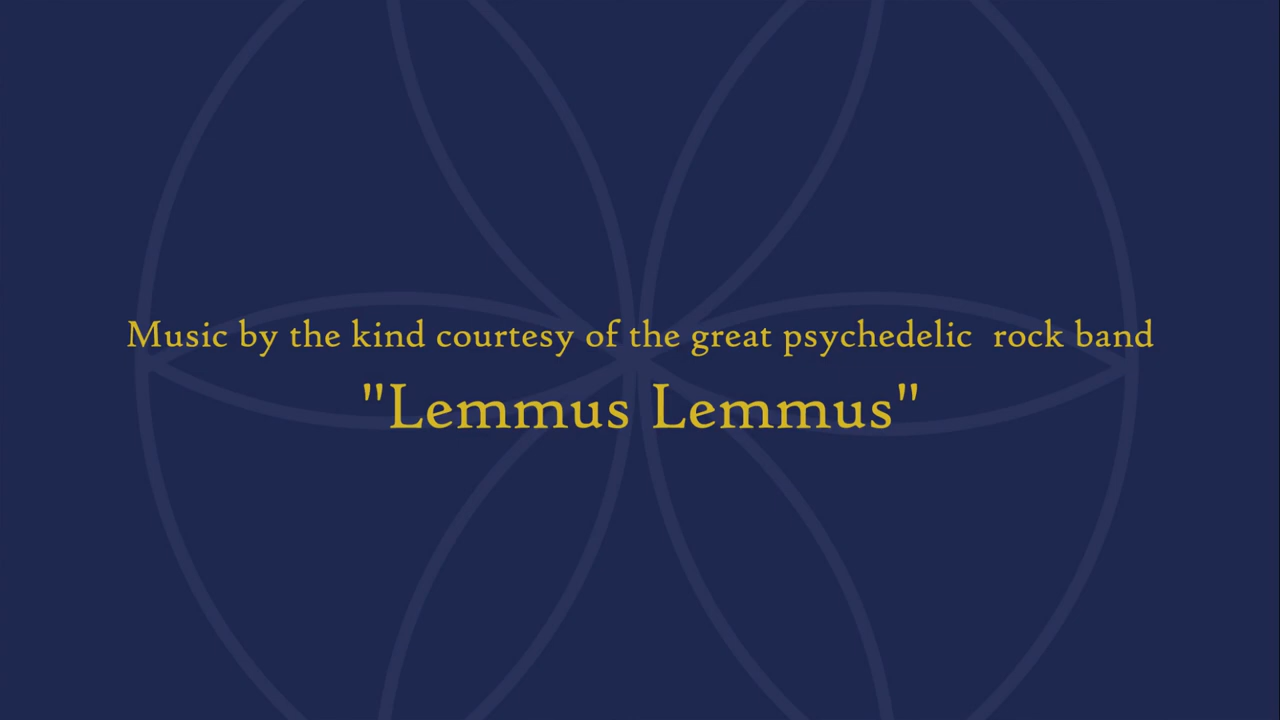 Music by the kind courtesy of the great psychedelic  rock band
"Lemmus Lemmus"